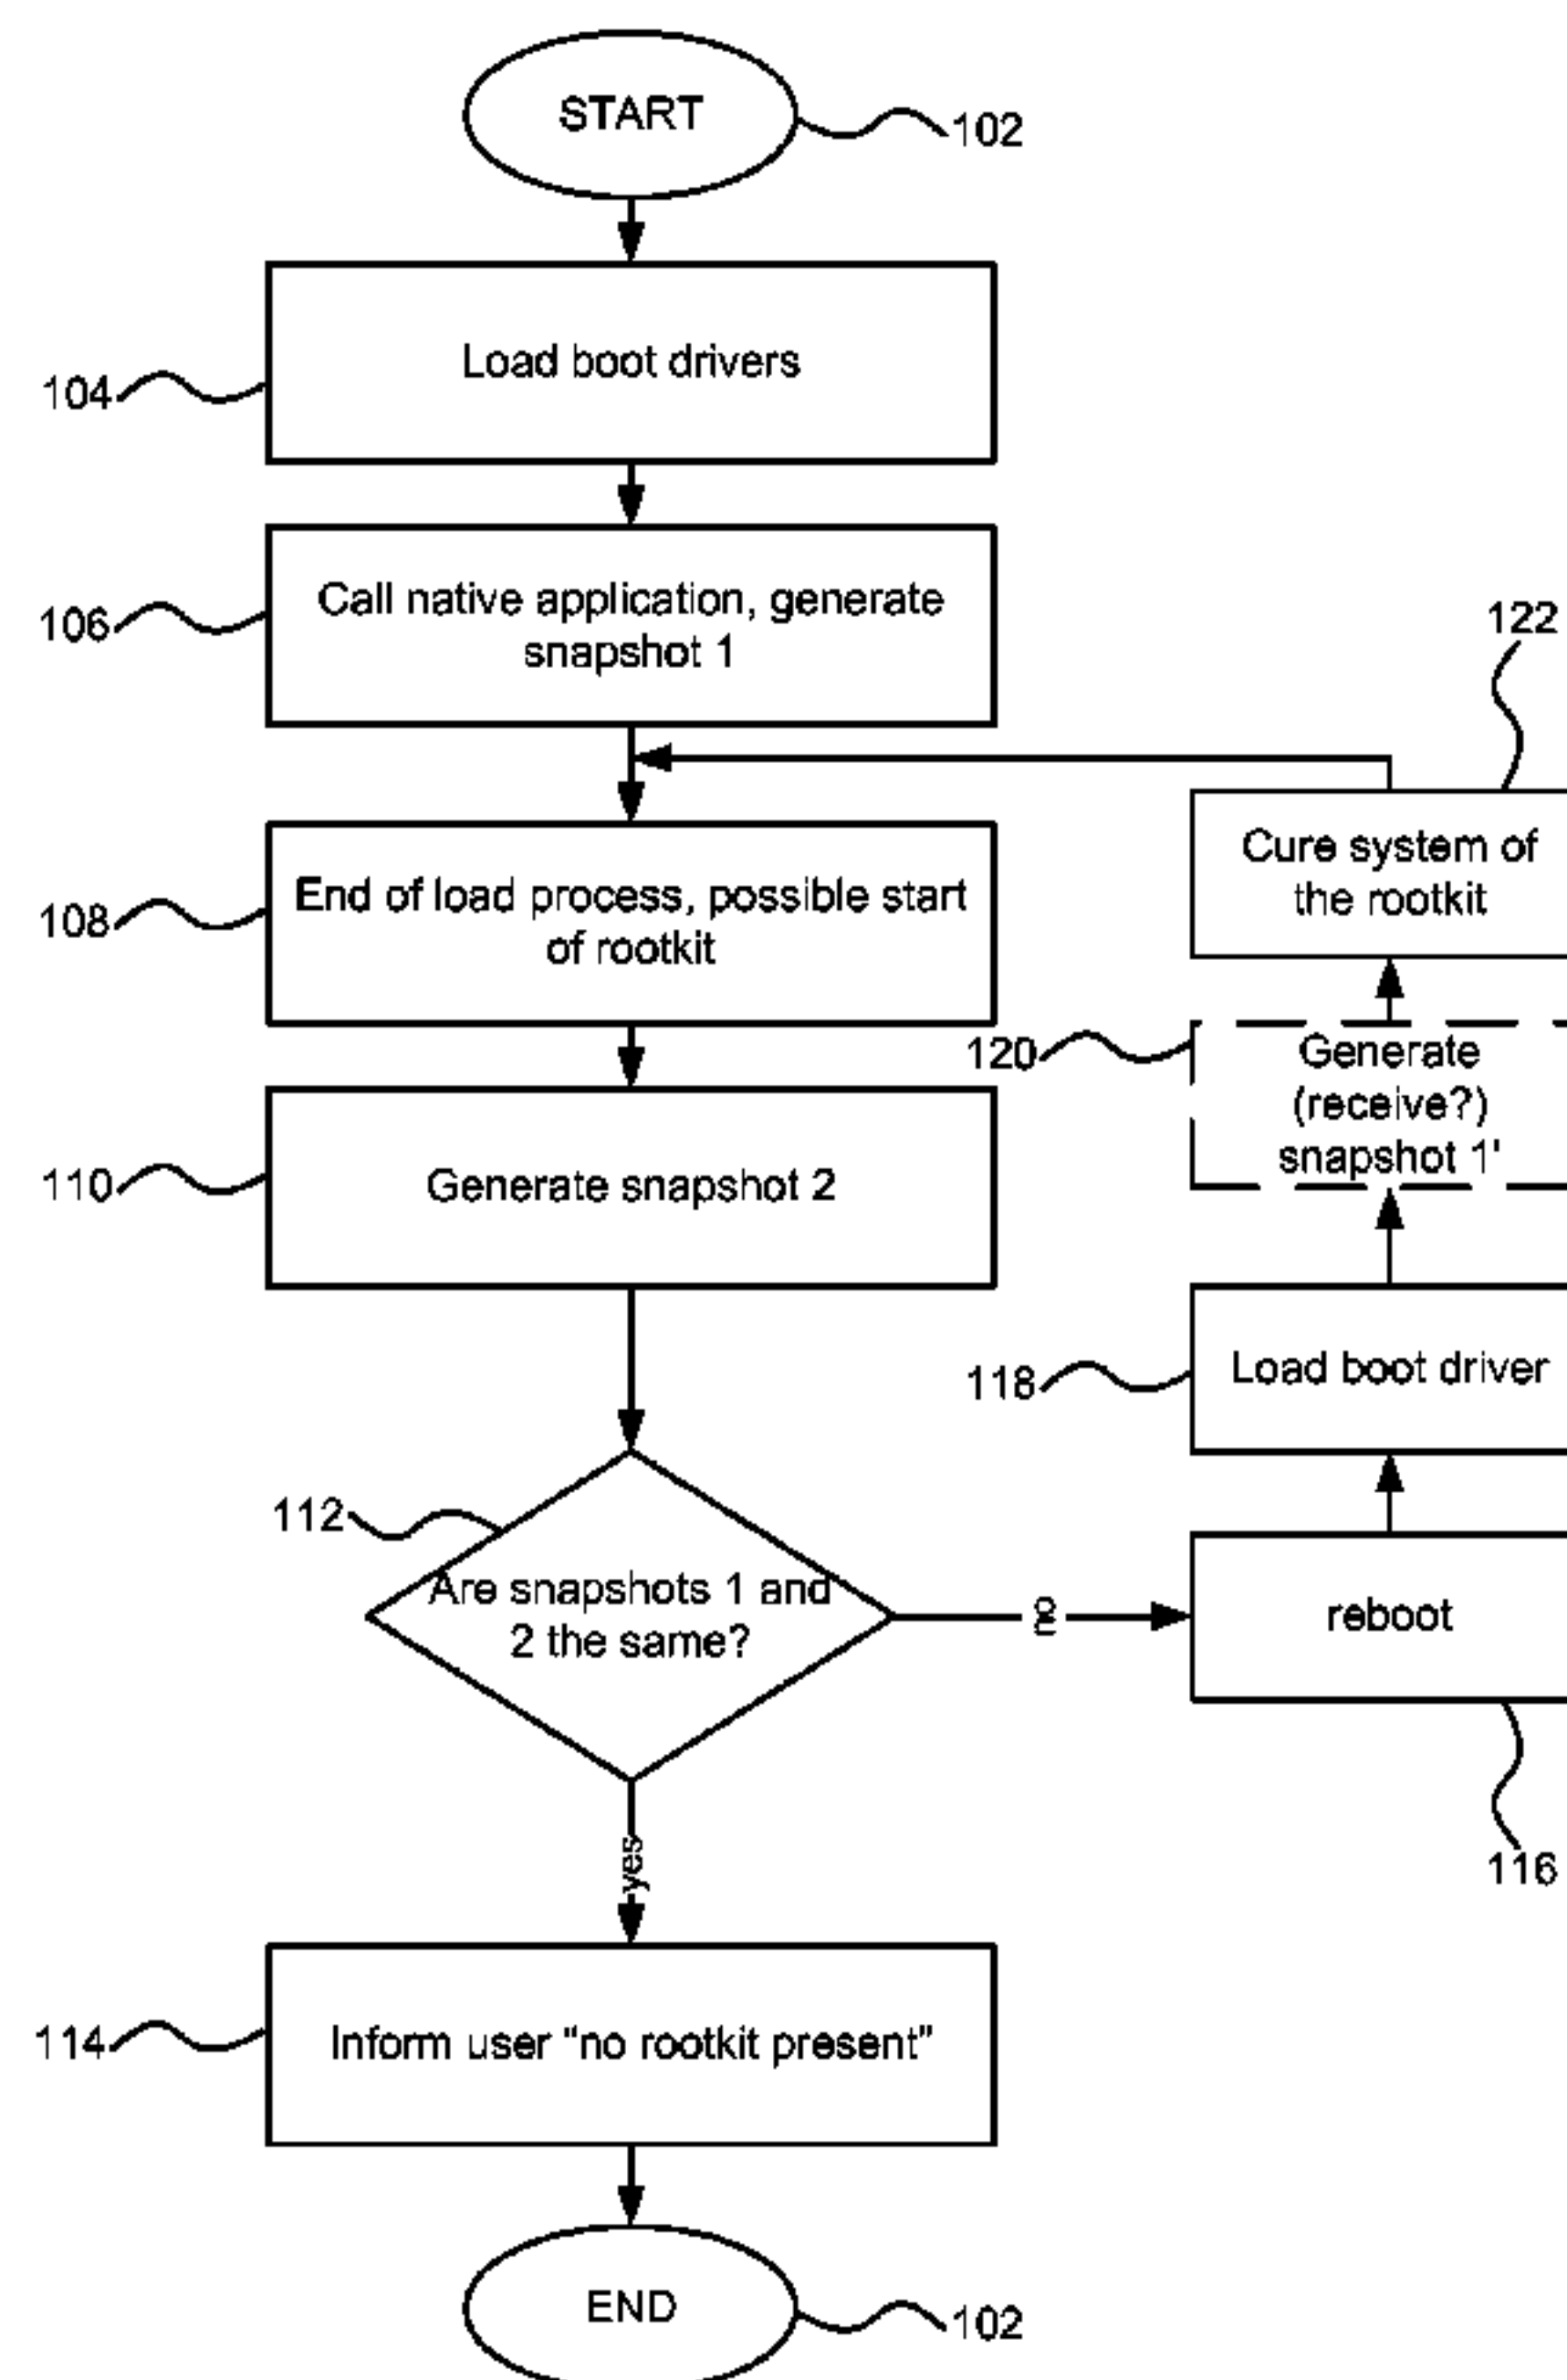 START
102
Load boot drivers
104
Call native application, generate
snapshot 1
106
122
Cure system of
the rootkit
End of load process, possible start
of rootkit
108
120
Generate
(receive?)
snapshot 1'
Generate snapshot 2
110
Load boot driver
118
112
Are snapshots 1 and
2 the same?
no
reboot
116
yes
Inform user “no rootkit present”
114
END
102